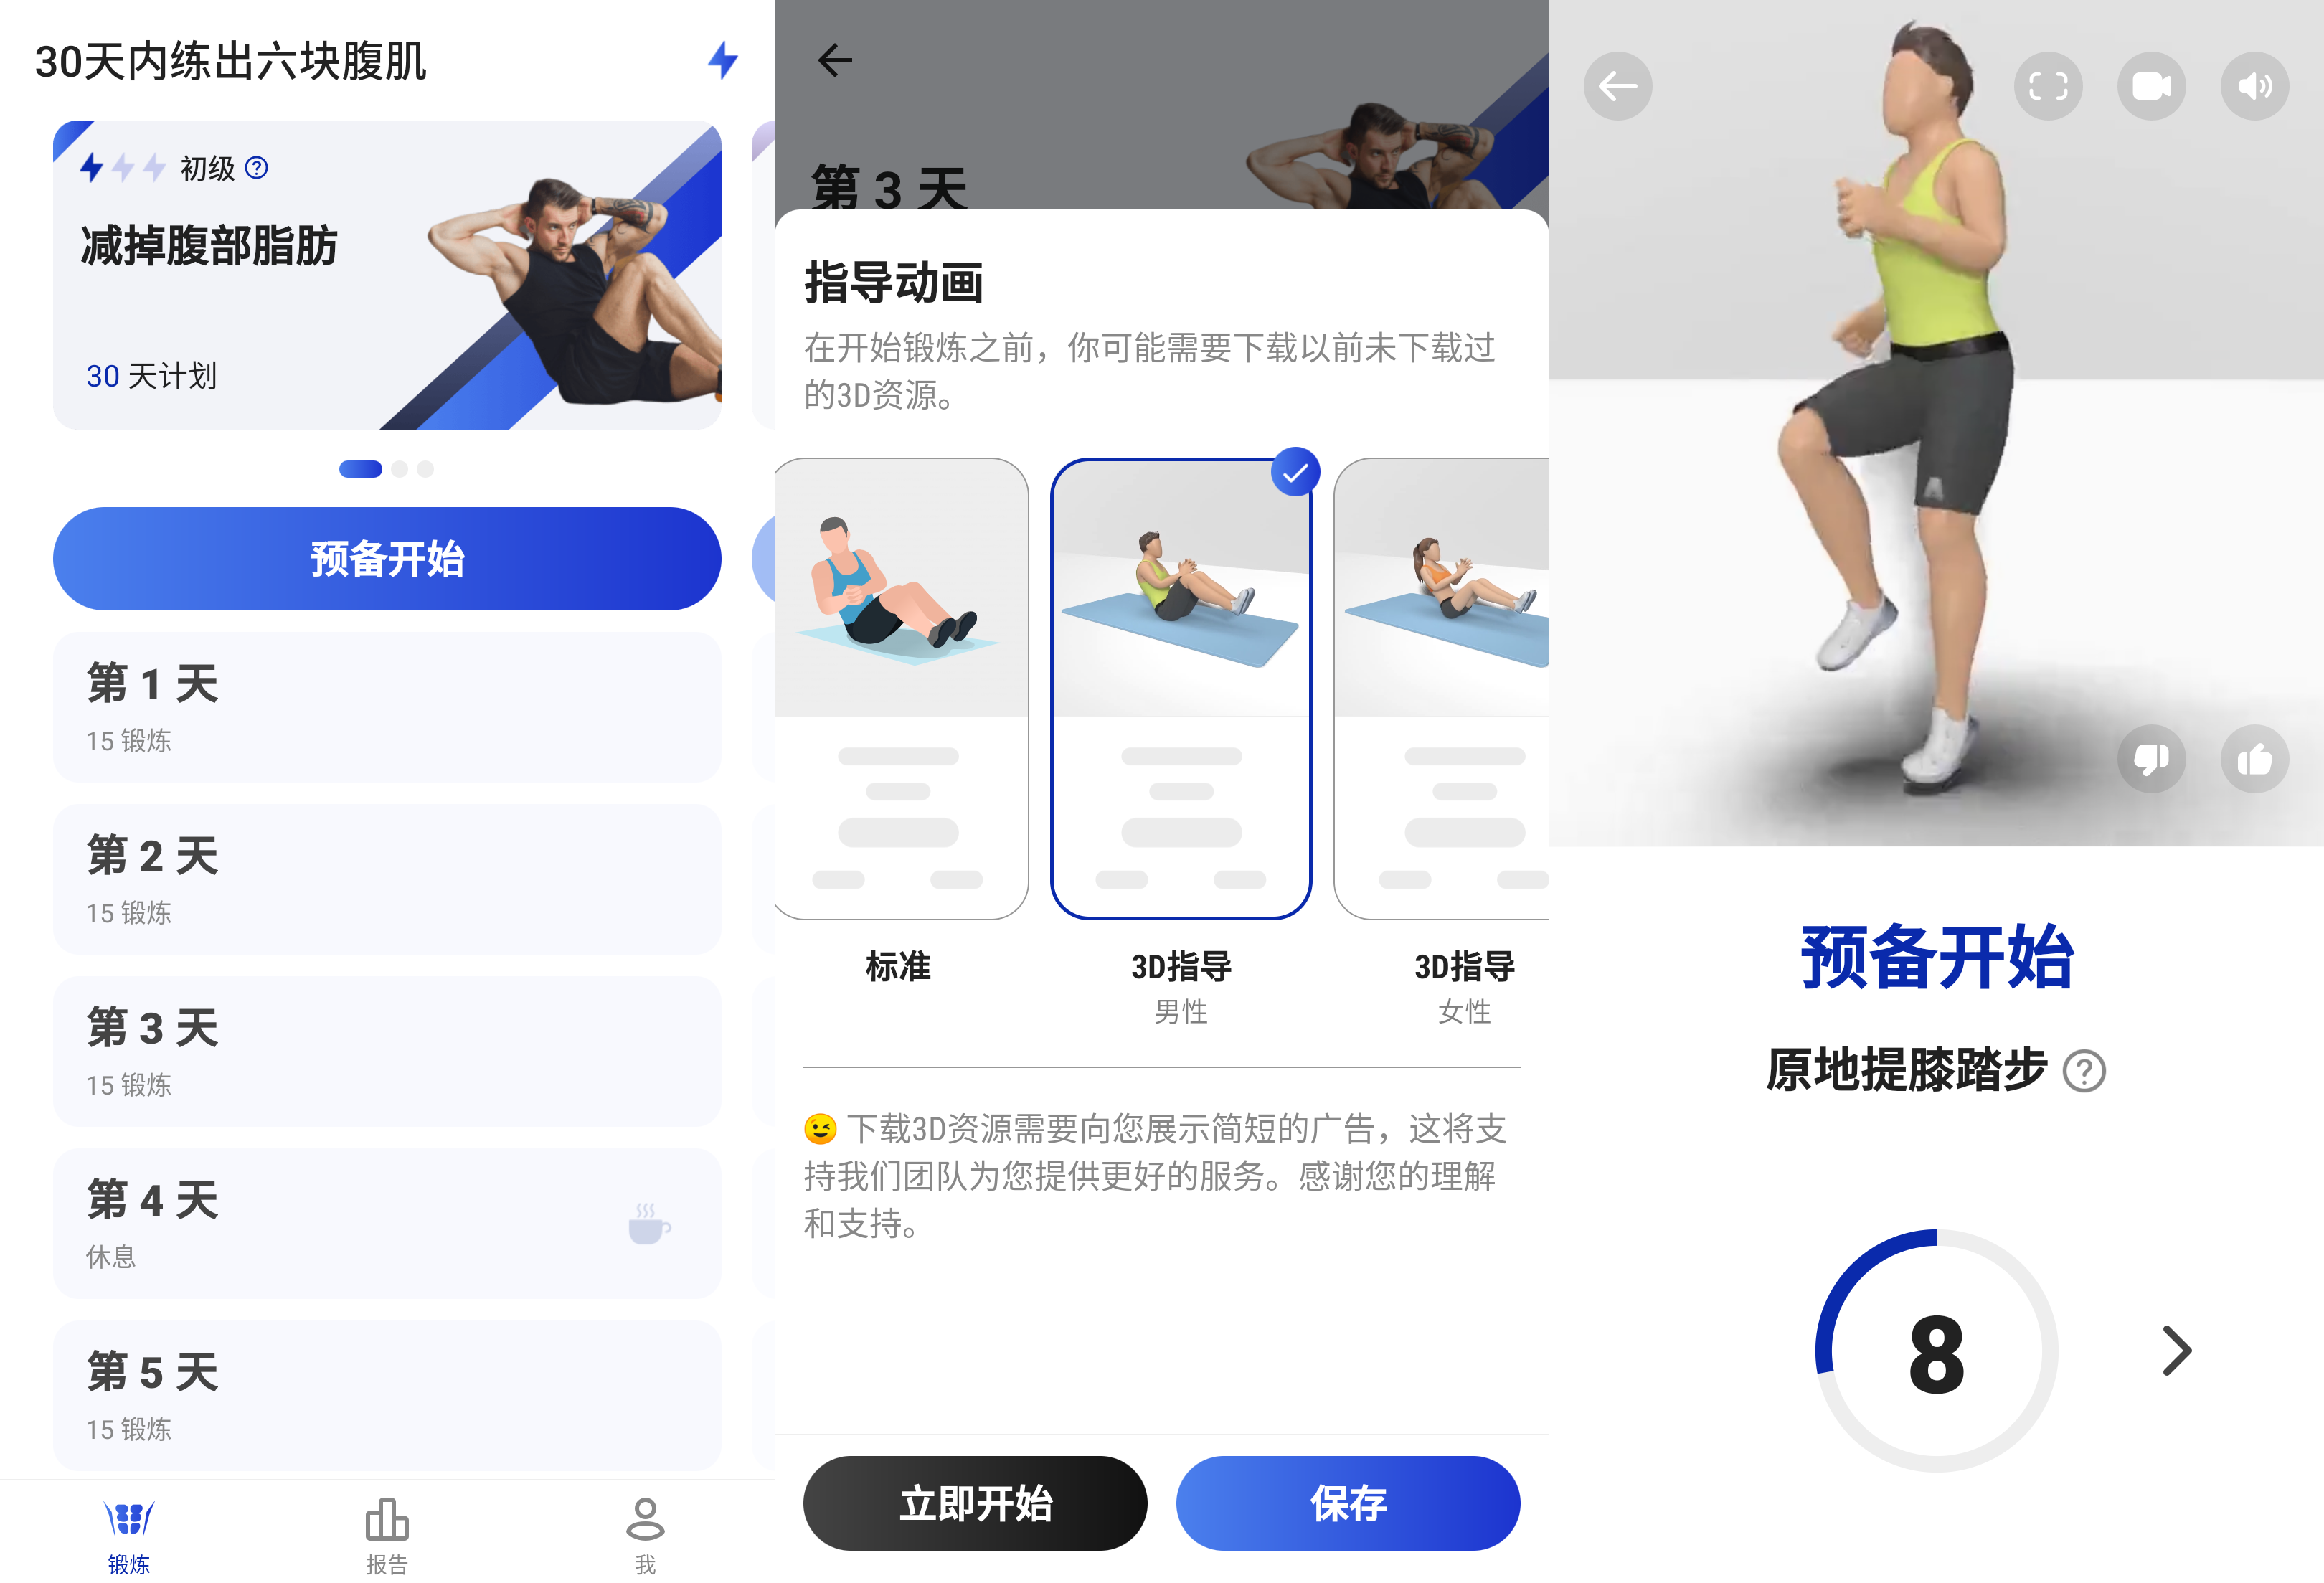 30天内练出六块腹肌
初级
减掉腹部脂肪
30 天计划
预备开始
第 1 天
15 锻炼
第 2 天
15 锻炼
第 3 天
15 锻炼
第 4 天
休息
第 5 天
15 锻炼
锻炼
报告
我
第 3 天
指导动画
在开始锻炼之前，你可能需要下载以前未下载过
的3D资源。
标准
3D指导
男性
3D指导
女性
😉 下载3D资源需要向您展示简短的广告，这将支
持我们团队为您提供更好的服务。感谢您的理解
和支持。
立即开始
保存
A
预备开始
原地提膝踏步
8